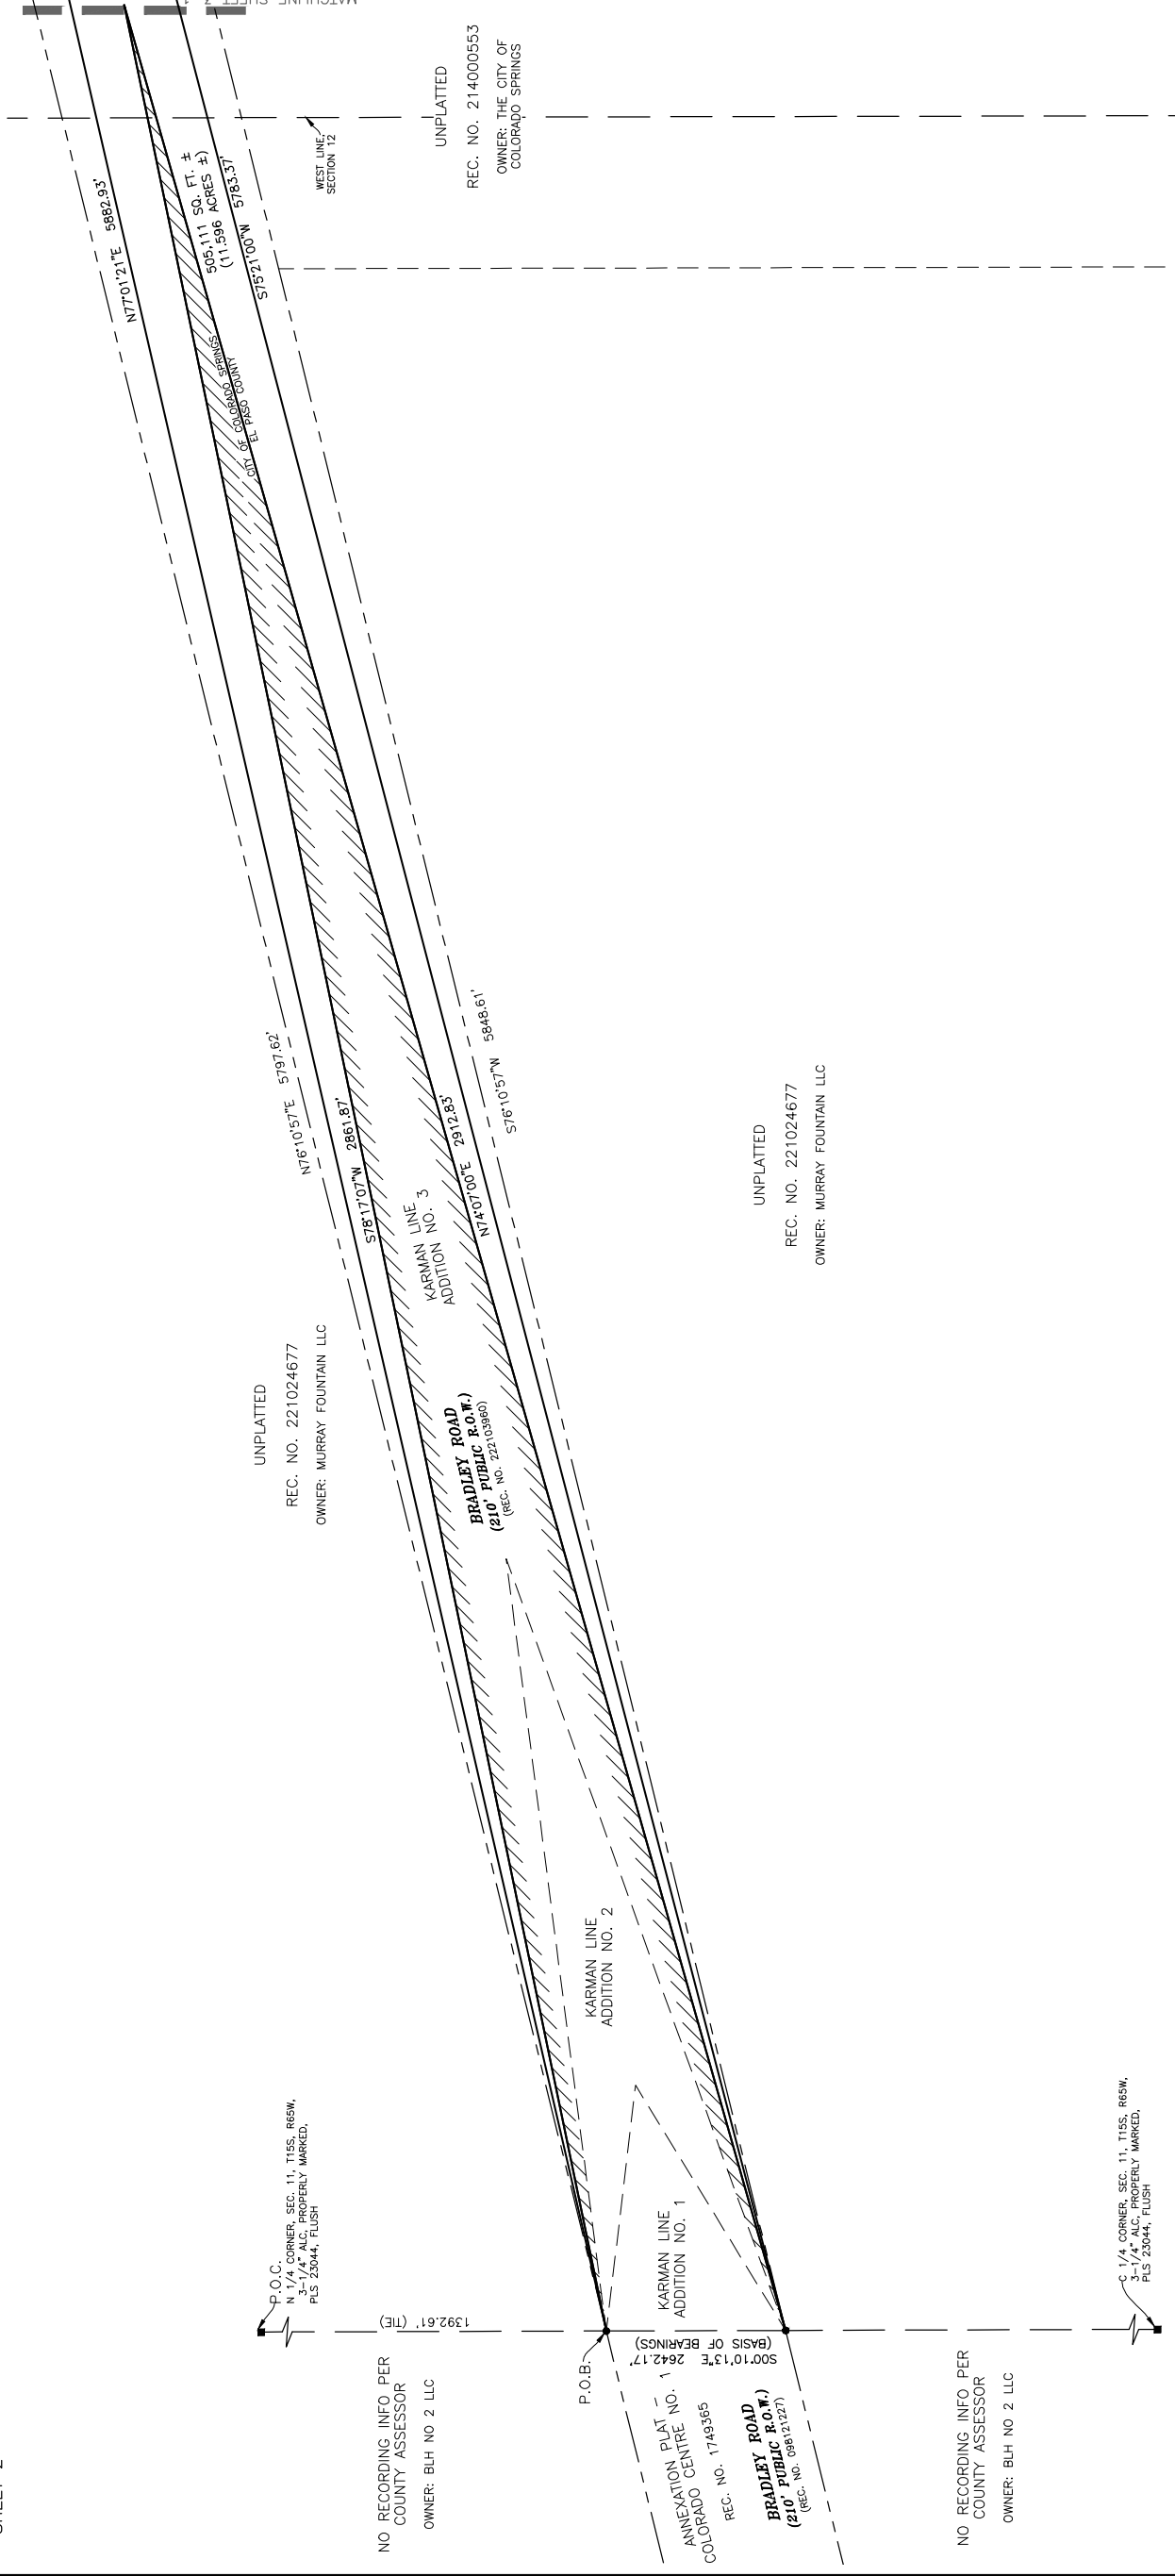 MATCHLINE SHEET
UNPLATTED
REC. NO. 214000553
OWNER: THE CITY OF
COLORADO SPRINGS
WEST LINE,
SECTION 12
N77°01'21"E 5882.93'
505,111 SQ. FT. ±
(11.596 ACRES ±)
S75°21'00"W 5783.37'
CITY OF COLORADO SPRINGS
EL PASO COUNTY
N76°10'57"E 5797.62'
S78°17'07"W 2861.87'
KARMAN LINE
ADDITION NO. 3
N74°07'00"E 2912.83'
S76°10'57"W 5848.61'
UNPLATTED
REC. NO. 221024677
OWNER: MURRAY FOUNTAIN LLC
UNPLATTED
REC. NO. 221024677
OWNER: MURRAY FOUNTAIN LLC
BRADLEY ROAD
(210' PUBLIC R.O.W.)
(REC. NO. 222103960)
KARMAN LINE
ADDITION NO. 2
KARMAN LINE
ADDITION NO. 1
P.O.C.
N 1/4 CORNER, SEC. 11, T15S, R65W,
3-1/4" ALC, PROPERLY MARKED,
PLS 23044, FLUSH
1392.61' (TIE)
P.O.B.
S00°10'13"E 2642.17'
(BASIS OF BEARINGS)
C 1/4 CORNER, SEC. 11, T15S, R65W,
3-1/4" ALC, PROPERLY MARKED,
PLS 23044, FLUSH
NO RECORDING INFO PER
COUNTY ASSESSOR
OWNER: BLH NO 2 LLC
ANNEXATION PLAT -
COLORADO CENTRE NO. 1
REC. NO. 1749365
BRADLEY ROAD
(210' PUBLIC R.O.W.)
(REC. NO. 098121227)
NO RECORDING INFO PER
COUNTY ASSESSOR
OWNER: BLH NO 2 LLC